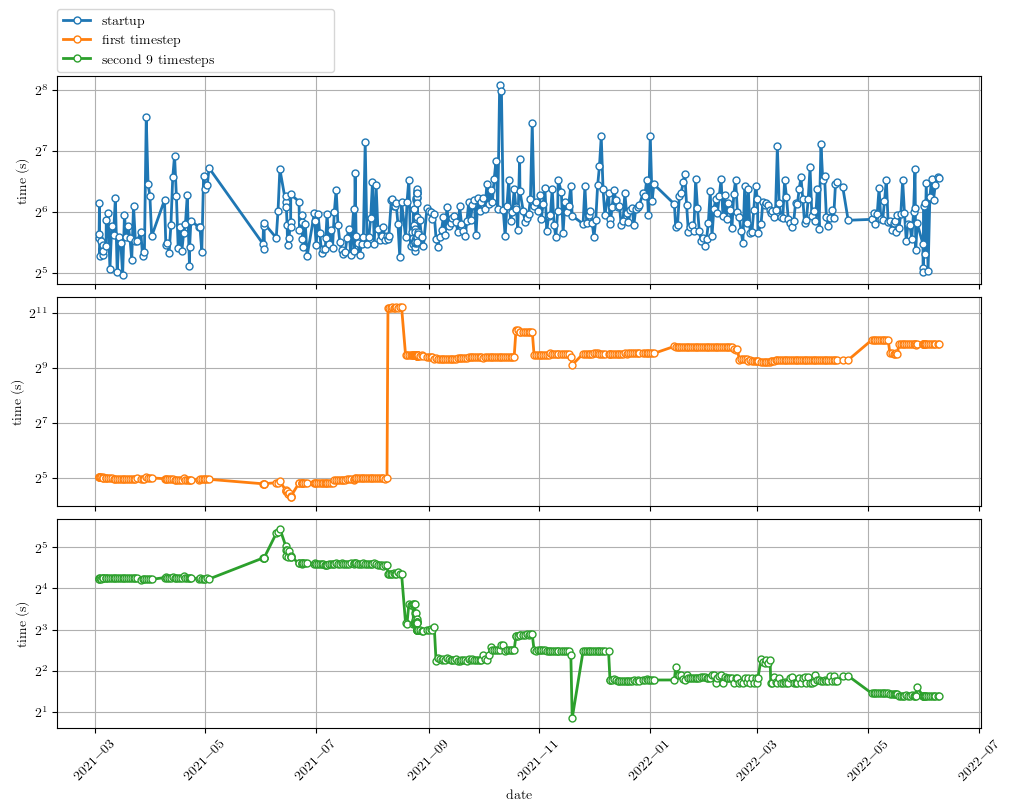 startup
first timestep
second 9 timesteps
2^8
2^7
2^6
2^5
time (s)
2^11
2^9
2^7
2^5
time (s)
2^5
2^4
2^3
2^2
2^1
time (s)
2021−03 2021−05 2021−07 2021−09 2021−11 2022−01 2022−03 2022−05 2022−07
date